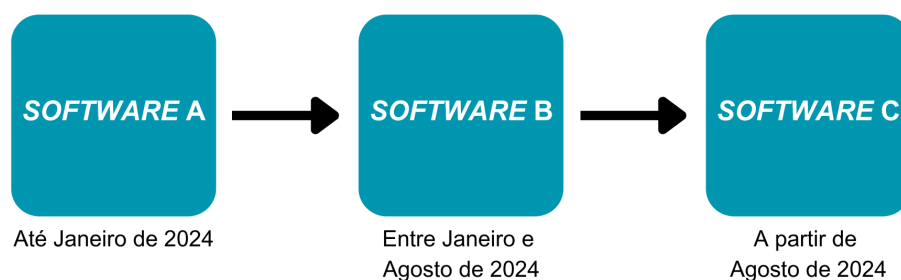 SOFTWARE A
SOFTWARE B
SOFTWARE C
Até Janeiro de 2024
Entre Janeiro e
Agosto de 2024
A partir de
Agosto de 2024